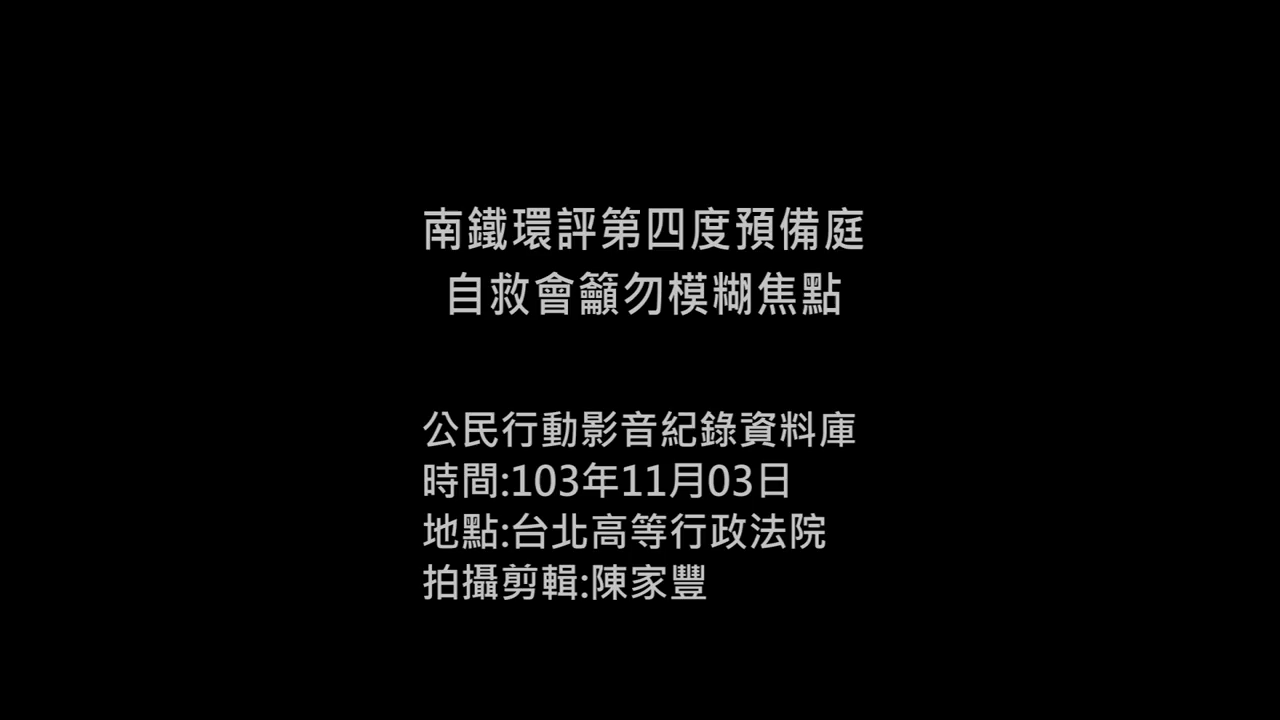 南鐵環評第四度預備庭
自救會籲勿模糊焦點
公民行動影音紀錄資料庫
時間:103年11月03日
地點:台北高等行政法院
拍攝剪輯:陳家豐